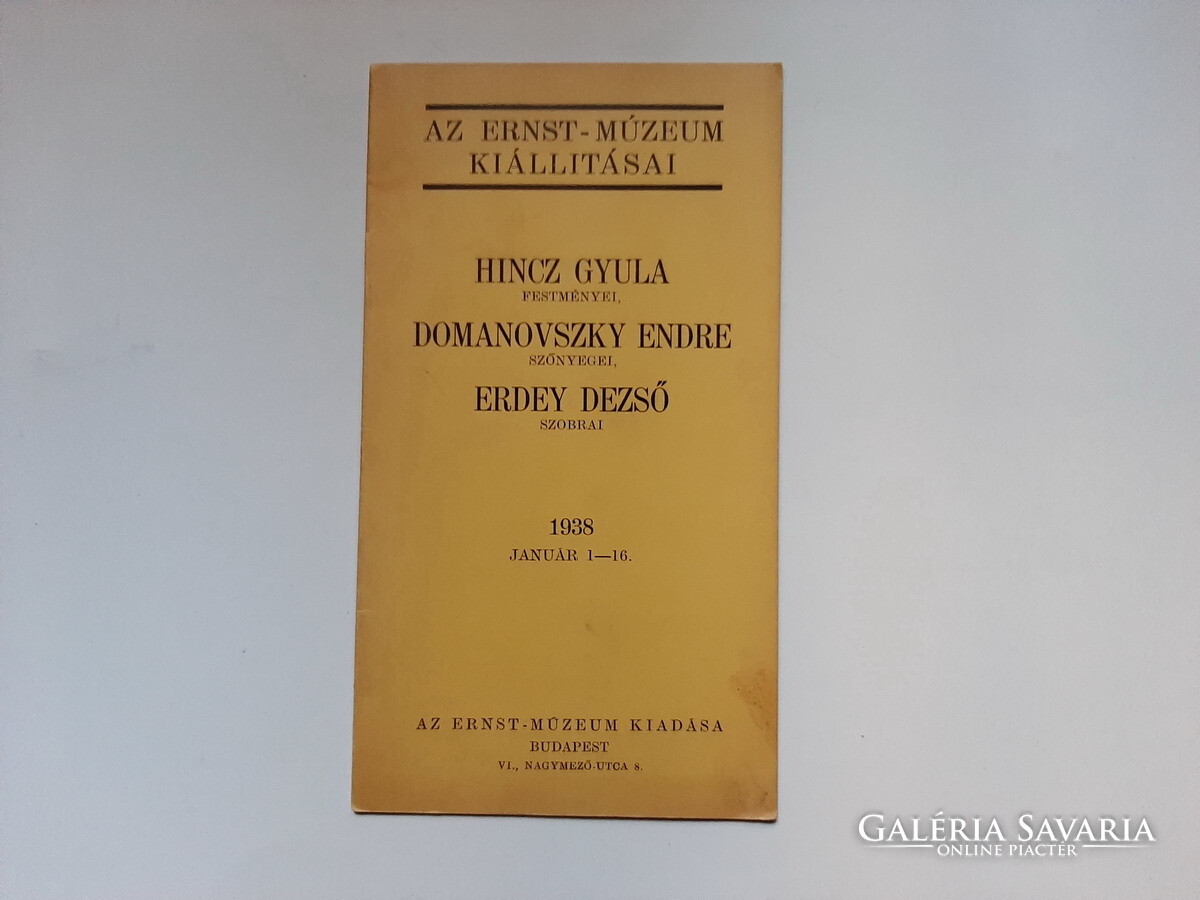 AZ ERNST-MÚZEUM
KIÁLLITÁSAI
HINCZ GYULA
FESTMÉNYEI,
DOMANOVSZKY ENDRE
SZŐNYEGEI,
ERDEY DEZSŐ
SZOBRAI
1938
JANUÁR 1—16.
AZ ERNST-MÚZEUM KIADÁSA
BUDAPEST
VI., NAGYMEZŐ-UTCA 8.
GALÉRIA SAVARIA
ONLINE PIACTÉR